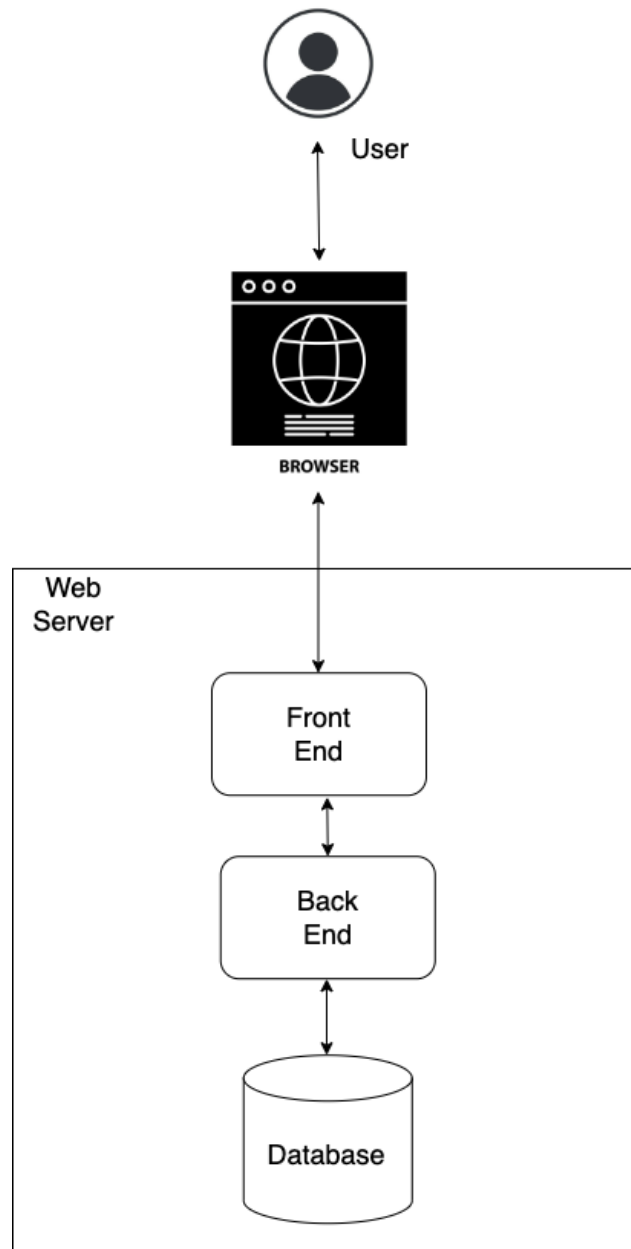 User
BROWSER
Web
Server
Front
End
Back
End
Database